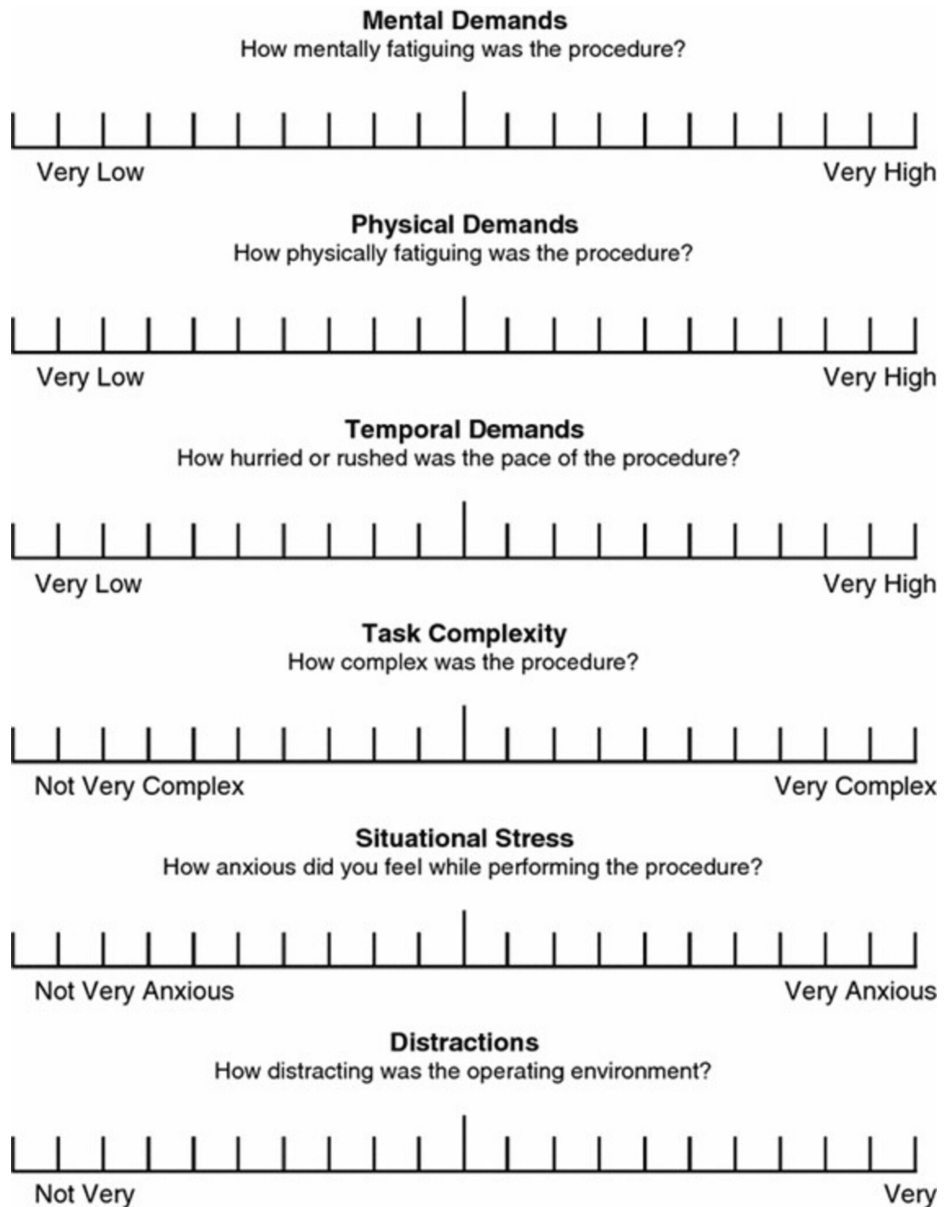 Mental Demands
How mentally fatiguing was the procedure?
Very Low Very High
Physical Demands
How physically fatiguing was the procedure?
Very Low Very High
Temporal Demands
How hurried or rushed was the pace of the procedure?
Very Low Very High
Task Complexity
How complex was the procedure?
Not Very Complex Very Complex
Situational Stress
How anxious did you feel while performing the procedure?
Not Very Anxious Very Anxious
Distractions
How distracting was the operating environment?
Not Very Very